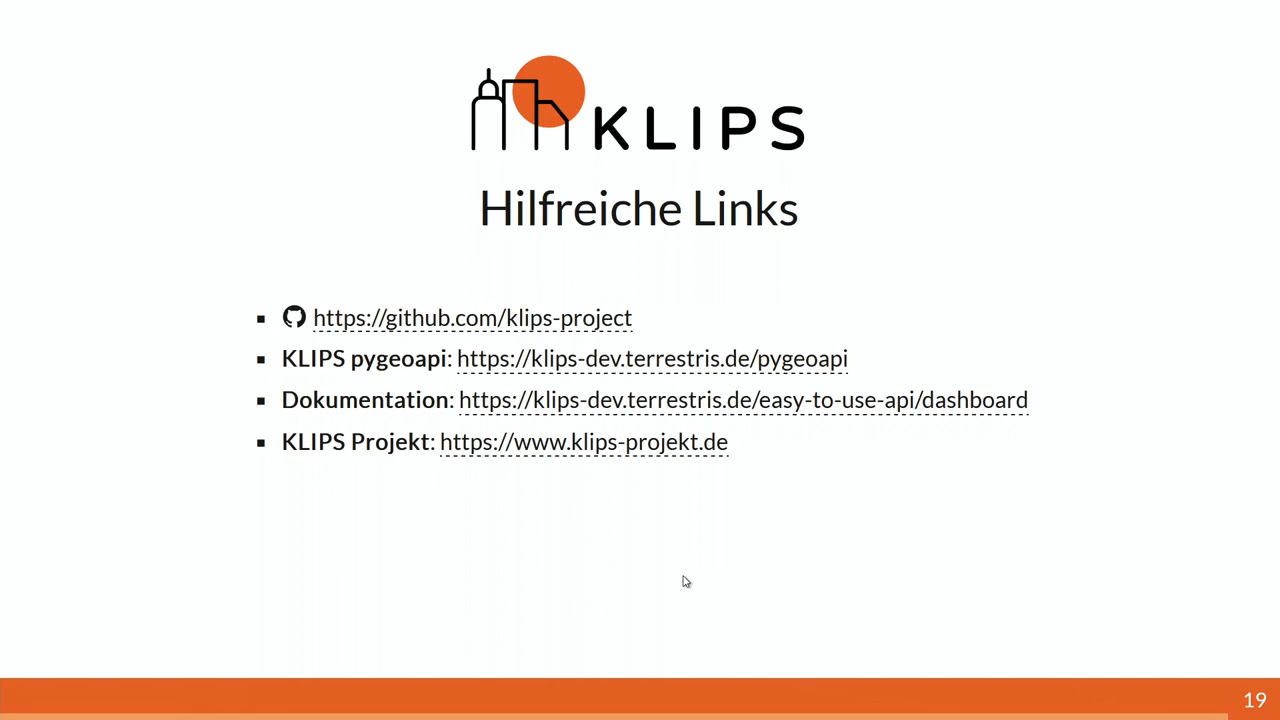 KLIPS
Hilfreiche Links
https://github.com/klips-project
KLIPS pygeoapi: https://klips-dev.terrestris.de/pygeoapi
Dokumentation: https://klips-dev.terrestris.de/easy-to-use-api/dashboard
KLIPS Projekt: https://www.klips-projekt.de
19